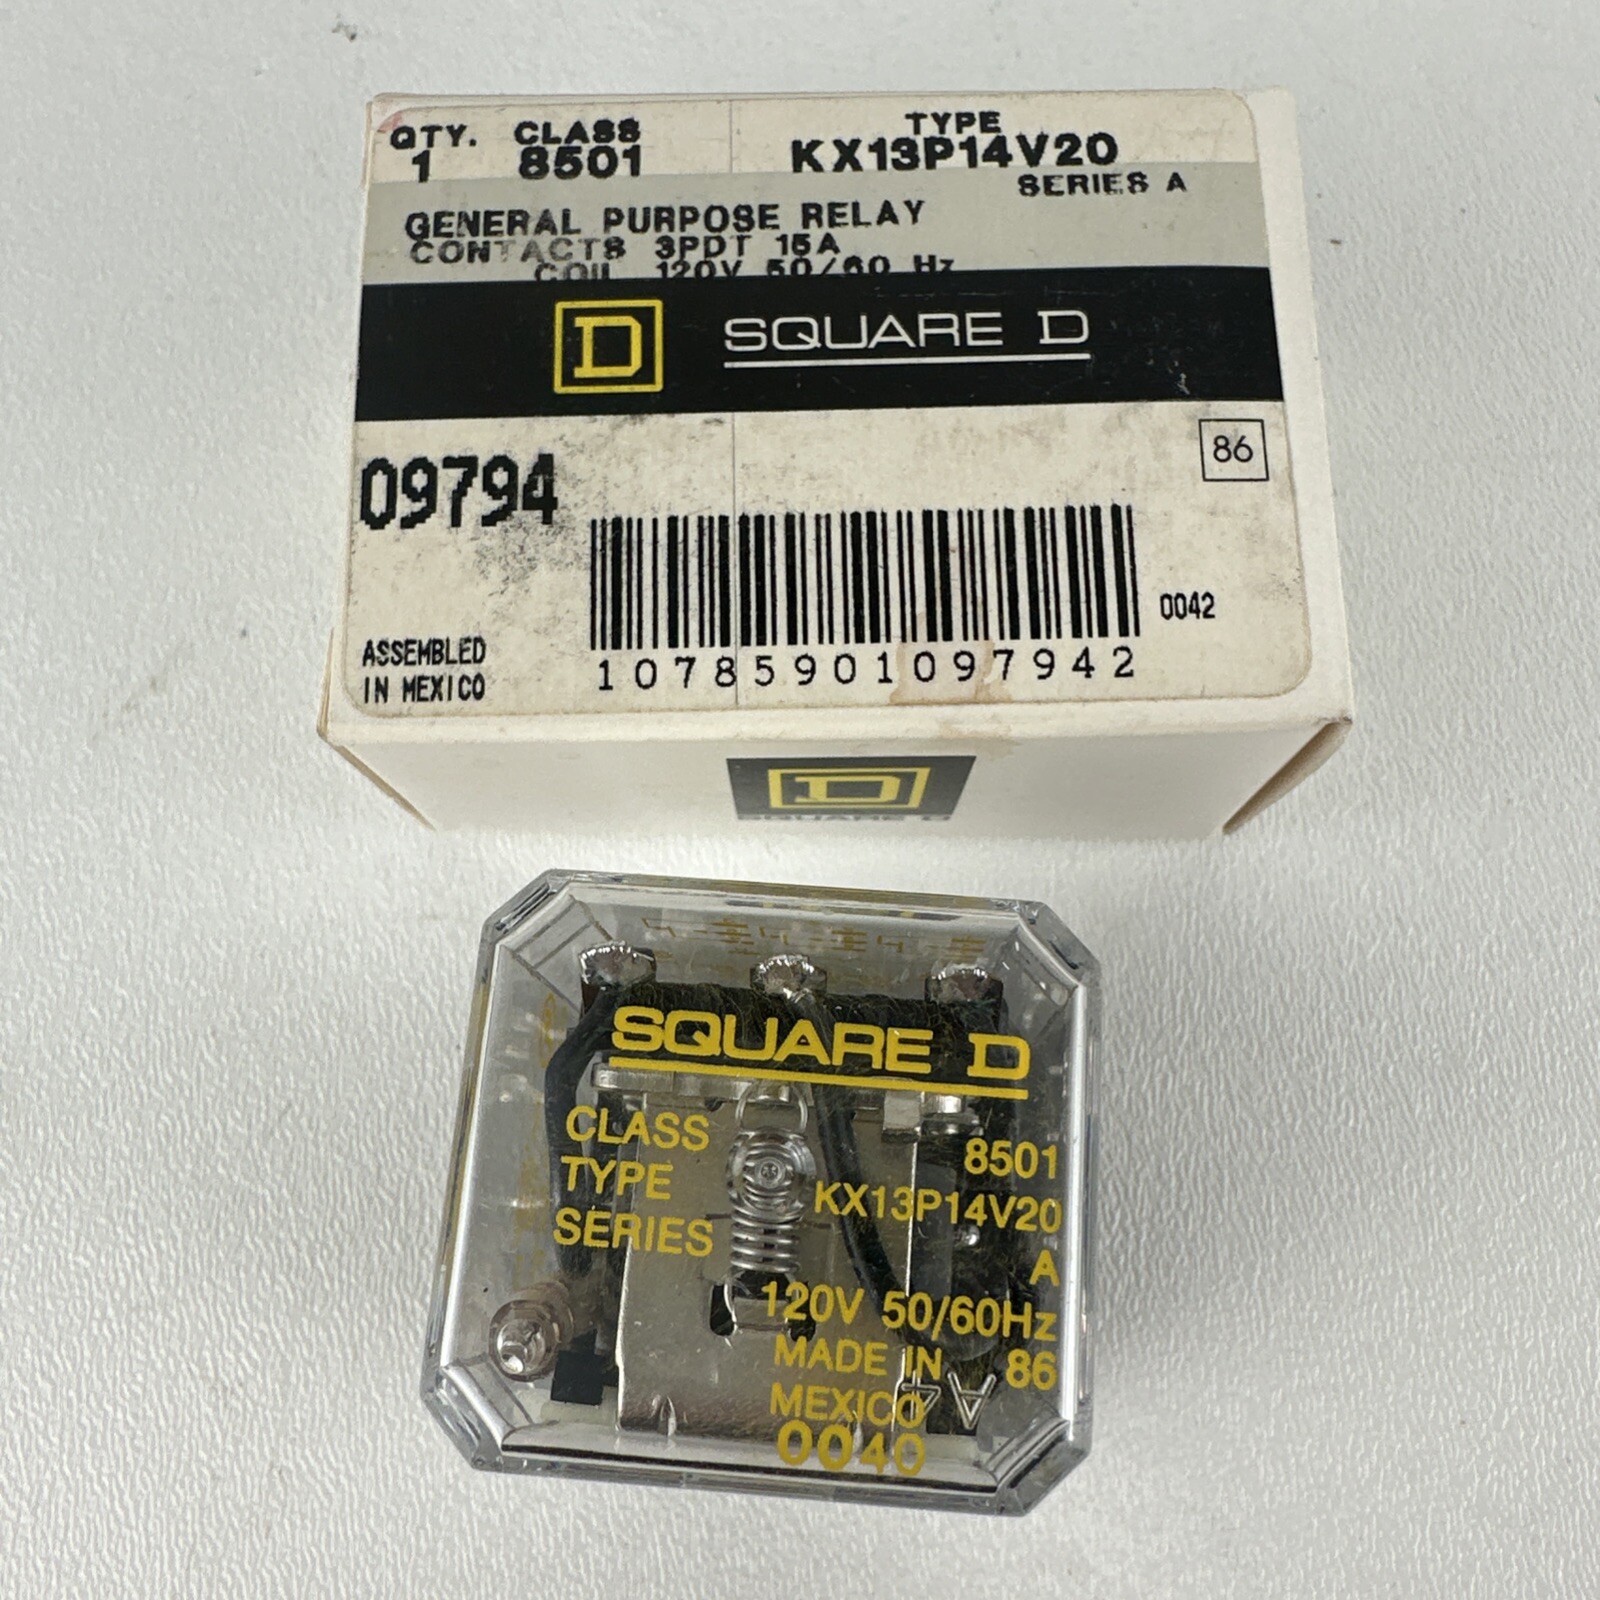 QTY. CLASS TYPE
1 8501 KX13P14V20
SERIES A
GENERAL PURPOSE RELAY
CONTACTS 3PDT 15A
COIL 120V 50/60 Hz
D SQUARE D
86
09794
0042
ASSEMBLED
IN MEXICO
10785901097942
D
SQUARE D
SQUARE D
CLASS 8501
TYPE KX13P14V20
SERIES A
120V 50/60Hz
MADE IN 86
MEXICO
0040